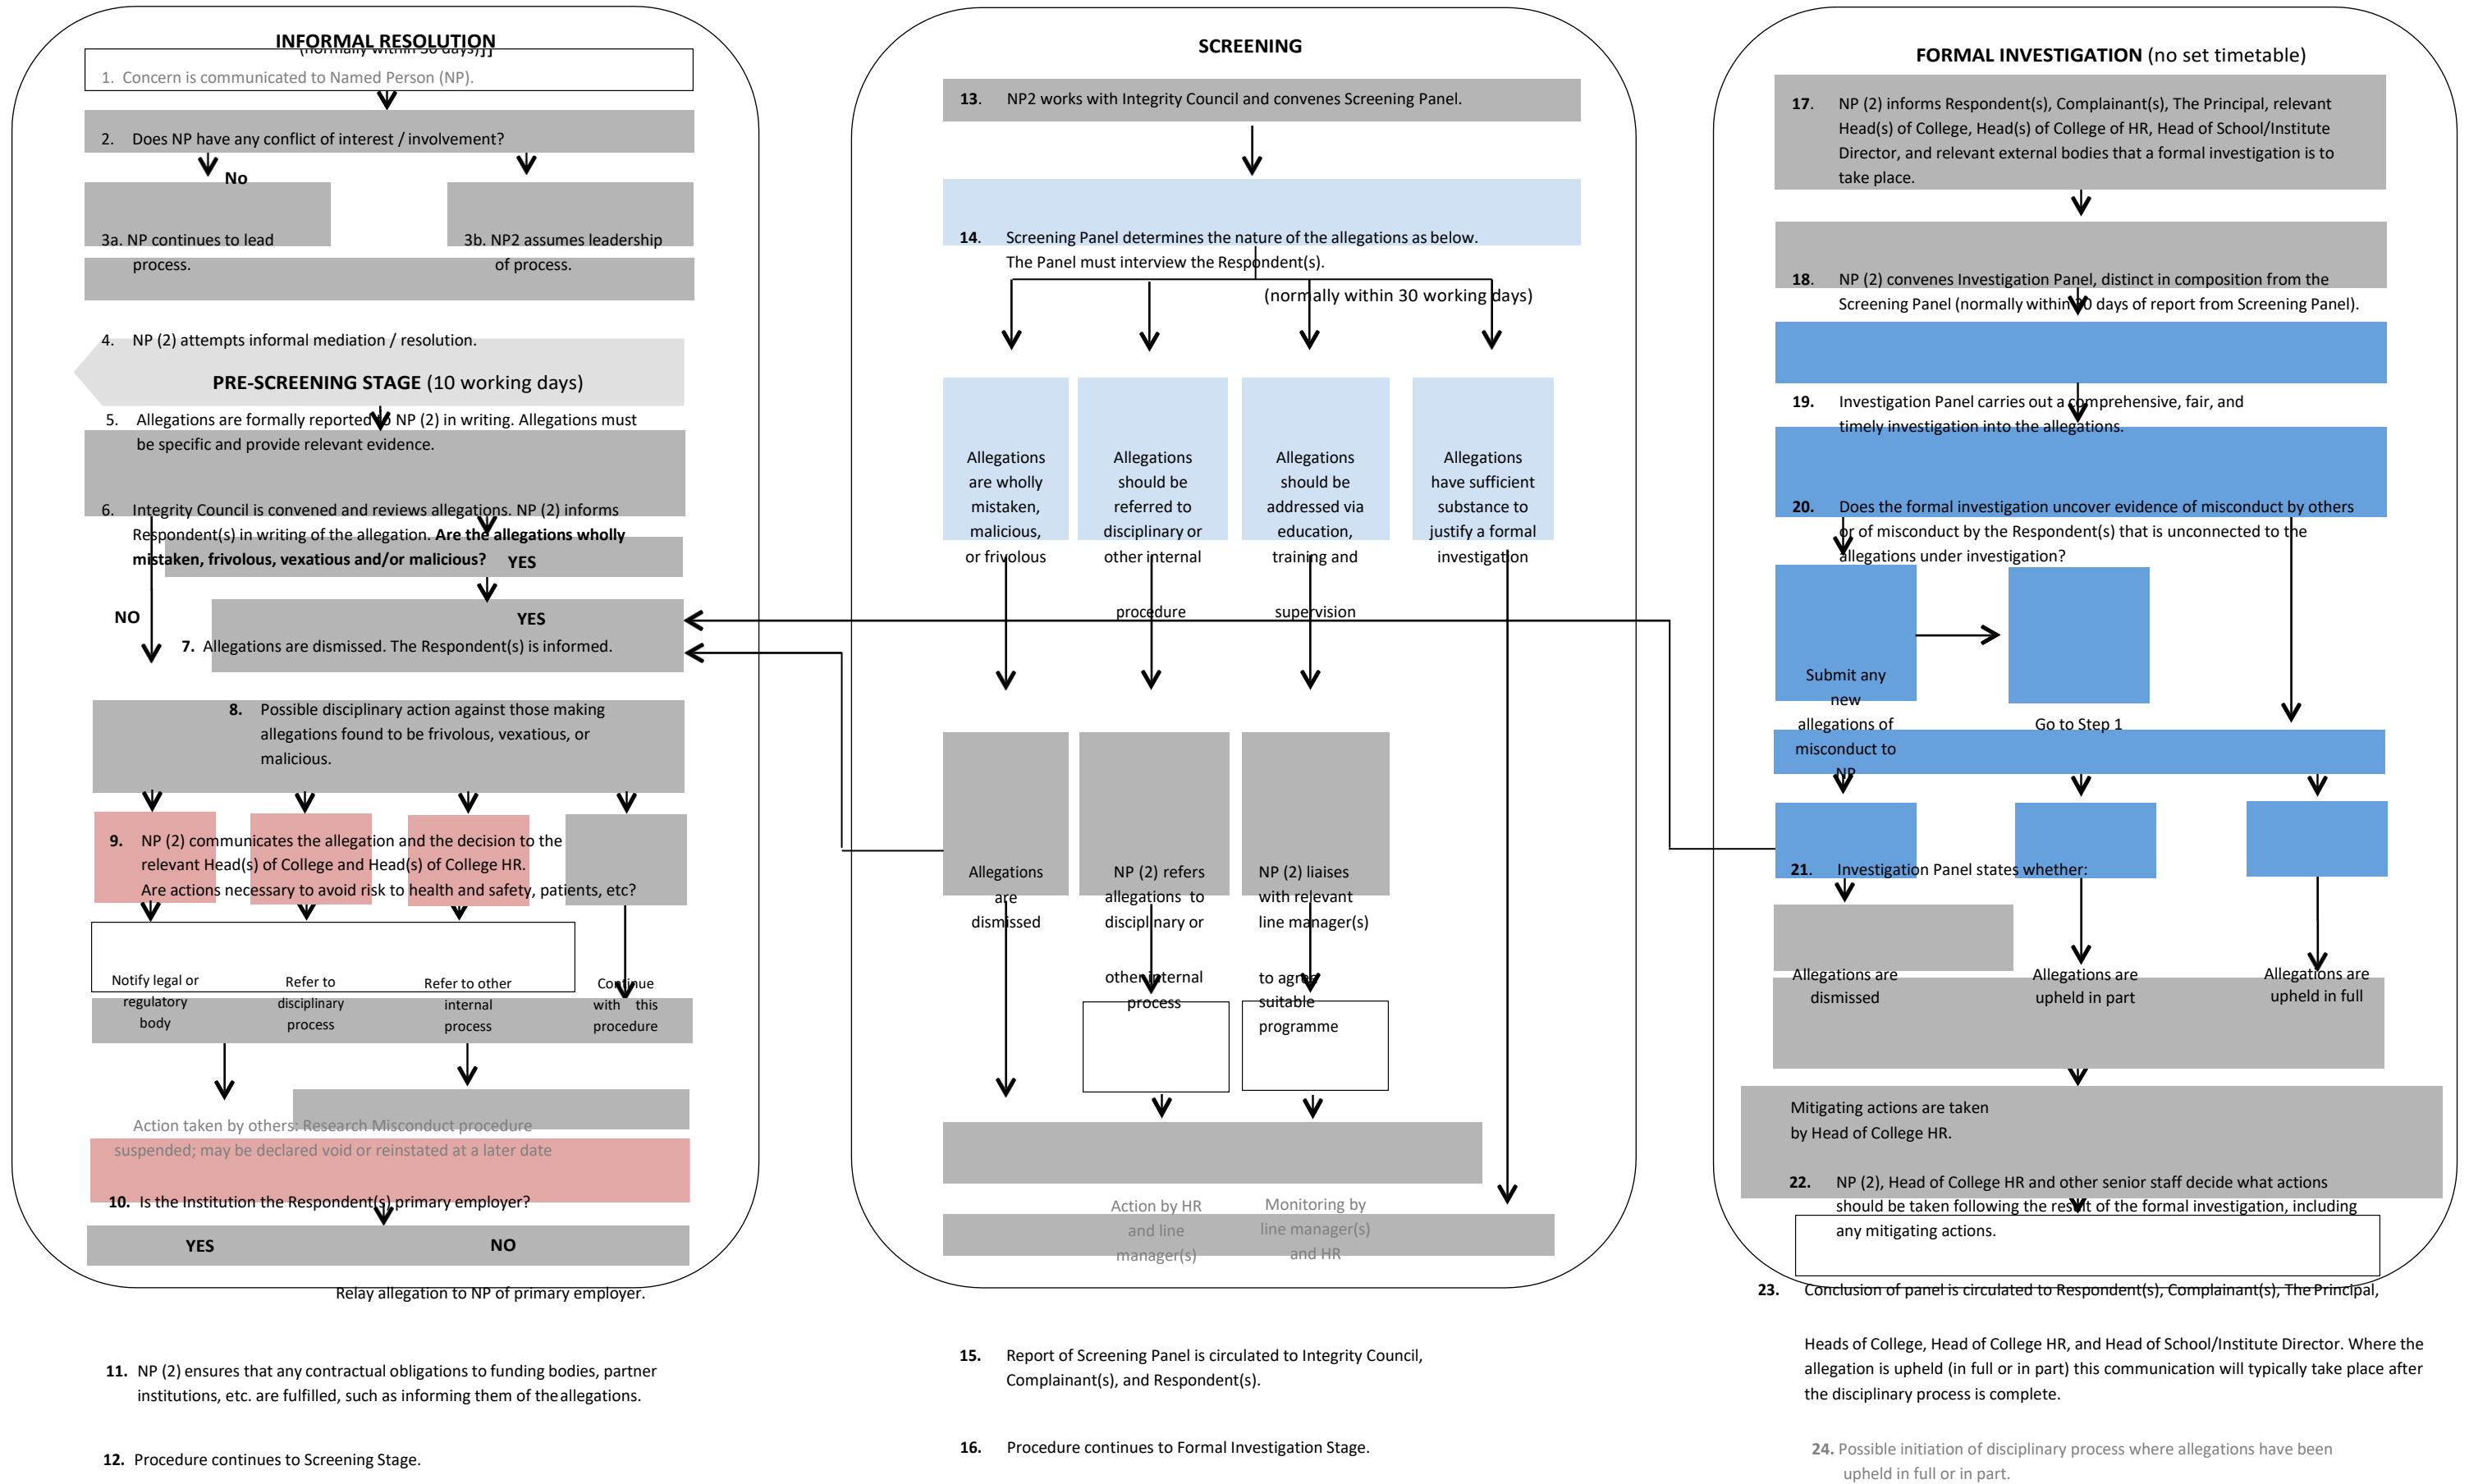 INFORMAL RESOLUTION
(normally within 30 days)]
1. Concern is communicated to Named Person (NP).
2. Does NP have any conflict of interest / involvement?
No
3a. NP continues to lead
process.
3b. NP2 assumes leadership
of process.
4. NP (2) attempts informal mediation / resolution.
PRE-SCREENING STAGE (10 working days)
5. Allegations are formally reported to NP (2) in writing. Allegations must
be specific and provide relevant evidence.
6. Integrity Council is convened and reviews allegations. NP (2) informs
Respondent(s) in writing of the allegation. Are the allegations wholly
mistaken, frivolous, vexatious and/or malicious? YES
NO
YES
7. Allegations are dismissed. The Respondent(s) is informed.
8. Possible disciplinary action against those making
allegations found to be frivolous, vexatious, or
malicious.
9. NP (2) communicates the allegation and the decision to the
relevant Head(s) of College and Head(s) of College HR.
Are actions necessary to avoid risk to health and safety, patients, etc?
Notify legal or
regulatory
body
Refer to
disciplinary
process
Refer to other
internal
process
Continue
with this
procedure
Action taken by others: Research Misconduct procedure
suspended; may be declared void or reinstated at a later date
10. Is the Institution the Respondent(s) primary employer?
YES NO
Relay allegation to NP of primary employer.
11. NP (2) ensures that any contractual obligations to funding bodies, partner
institutions, etc. are fulfilled, such as informing them of the allegations.
12. Procedure continues to Screening Stage.
SCREENING
13. NP2 works with Integrity Council and convenes Screening Panel.
14. Screening Panel determines the nature of the allegations as below.
The Panel must interview the Respondent(s).
(normally within 30 working days)
Allegations
are wholly
mistaken,
malicious,
or frivolous
Allegations
should be
referred to
disciplinary or
other internal
procedure
Allegations
should be
addressed via
education,
training and
supervision
Allegations
have sufficient
substance to
justify a formal
investigation
Allegations
are
dismissed
NP (2) refers
allegations to
disciplinary or
other internal
process
NP (2) liaises
with relevant
line manager(s)
to agree
suitable
programme
Action by HR
and line
manager(s)
Monitoring by
line manager(s)
and HR
15. Report of Screening Panel is circulated to Integrity Council,
Complainant(s), and Respondent(s).
16. Procedure continues to Formal Investigation Stage.
FORMAL INVESTIGATION (no set timetable)
17. NP (2) informs Respondent(s), Complainant(s), The Principal, relevant
Head(s) of College, Head(s) of College of HR, Head of School/Institute
Director, and relevant external bodies that a formal investigation is to
take place.
18. NP (2) convenes Investigation Panel, distinct in composition from the
Screening Panel (normally within days of report from Screening Panel).
19. Investigation Panel carries out a comprehensive, fair, and
timely investigation into the allegations.
20. Does the formal investigation uncover evidence of misconduct by others
or of misconduct by the Respondent(s) that is unconnected to the
allegations under investigation?
Submit any
new
allegations of
misconduct to
NP
Go to Step 1
21. Investigation Panel states whether:
Allegations are
dismissed
Allegations are
upheld in part
Allegations are
upheld in full
Mitigating actions are taken
by Head of College HR.
22. NP (2), Head of College HR and other senior staff decide what actions
should be taken following the result of the formal investigation, including
any mitigating actions.
23. Conclusion of panel is circulated to Respondent(s), Complainant(s), The Principal,
Heads of College, Head of College HR, and Head of School/Institute Director. Where the
allegation is upheld (in full or in part) this communication will typically take place after
the disciplinary process is complete.
24. Possible initiation of disciplinary process where allegations have been
upheld in full or in part.